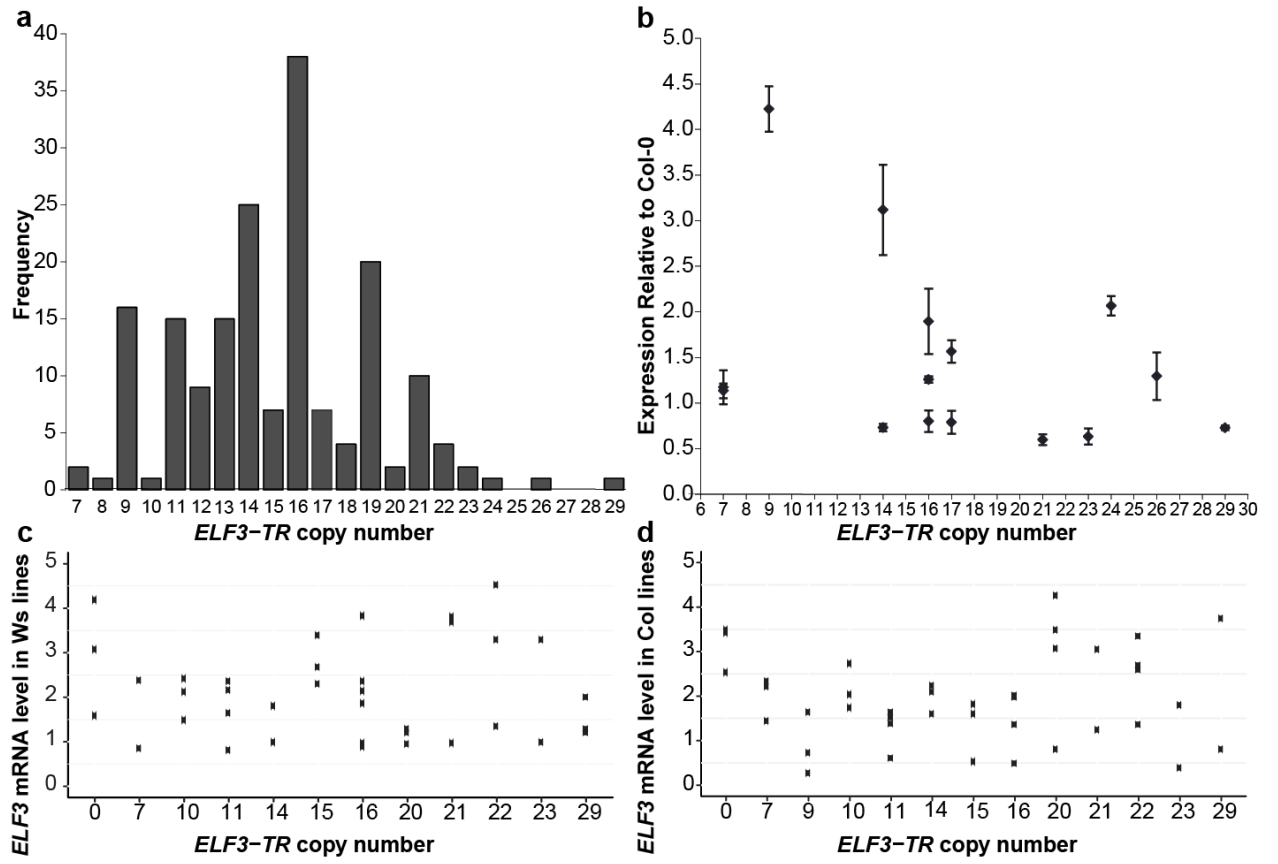 a
40
35
30
25
20
15
10
5
0
Frequency
7 8 9 10 11 12 13 14 15 16 17 18 19 20 21 22 23 24 25 26 27 28 29
ELF3−TR copy number
b
5.0
4.5
4.0
3.5
3.0
2.5
2.0
1.5
1.0
0.5
0.0
Expression Relative to Col-0
6 7 8 9 10 11 12 13 14 15 16 17 18 19 20 21 22 23 24 25 26 27 28 29 30
ELF3−TR copy number
c
5
4
3
2
1
0
ELF3 mRNA level in Ws lines
0 7 10 11 14 15 16 20 21 22 23 29
ELF3−TR copy number
d
5
4
3
2
1
0
ELF3 mRNA level in Col lines
0 7 9 10 11 14 15 16 20 21 22 23 29
ELF3−TR copy number